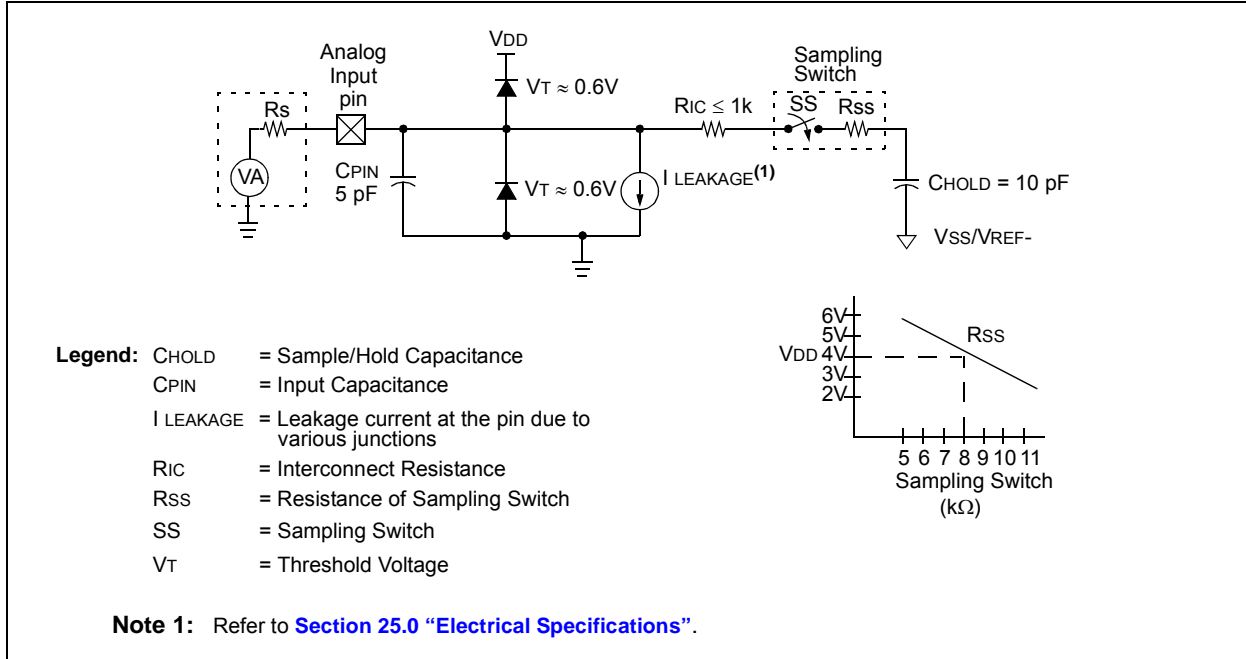 VDD
Analog
Input
pin
Sampling
Switch
Rs
VT ≈ 0.6V
RIC ≤ 1k
SS
Rss
VA
CPIN
5 pF
VT ≈ 0.6V
I LEAKAGE(1)
CHOLD = 10 pF
VSS/VREF-
6V
5V
VDD 4V
3V
2V
RSS
5 6 7 8 9 10 11
Sampling Switch
(kΩ)
Legend: CHOLD = Sample/Hold Capacitance
CPIN = Input Capacitance
I LEAKAGE = Leakage current at the pin due to
various junctions
RIC = Interconnect Resistance
RSS = Resistance of Sampling Switch
SS = Sampling Switch
VT = Threshold Voltage
Note 1: Refer to Section 25.0 “Electrical Specifications”.